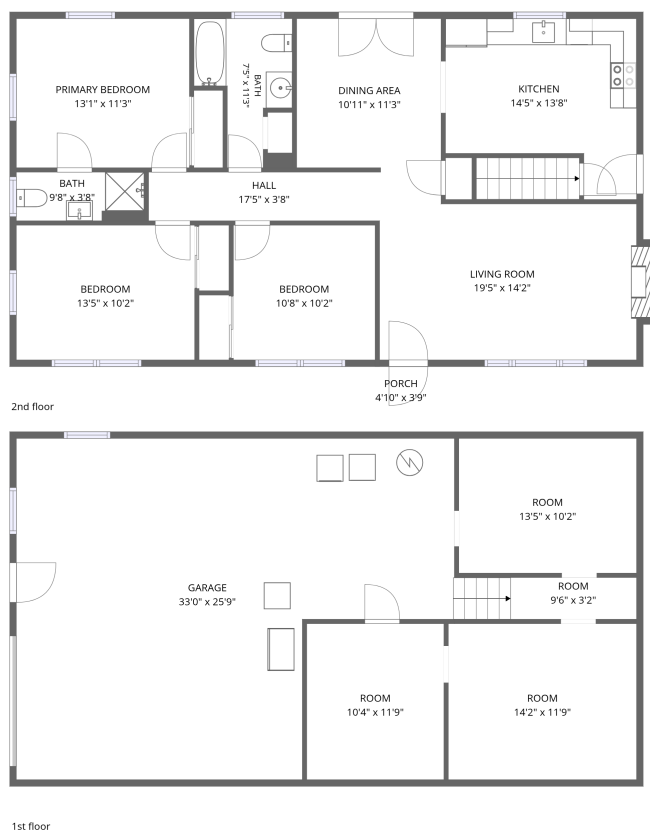 PRIMARY BEDROOM
13'1" x 11'3"
BATH
7'5" x 11'3"
DINING AREA
10'11" x 11'3"
KITCHEN
14'5" x 13'8"
BATH
9'8" x 3'8"
HALL
17'5" x 3'8"
BEDROOM
13'5" x 10'2"
BEDROOM
10'8" x 10'2"
LIVING ROOM
19'5" x 14'2"
PORCH
4'10" x 3'9"
2nd floor
ROOM
13'5" x 10'2"
GARAGE
33'0" x 25'9"
ROOM
9'6" x 3'2"
ROOM
10'4" x 11'9"
ROOM
14'2" x 11'9"
1st floor